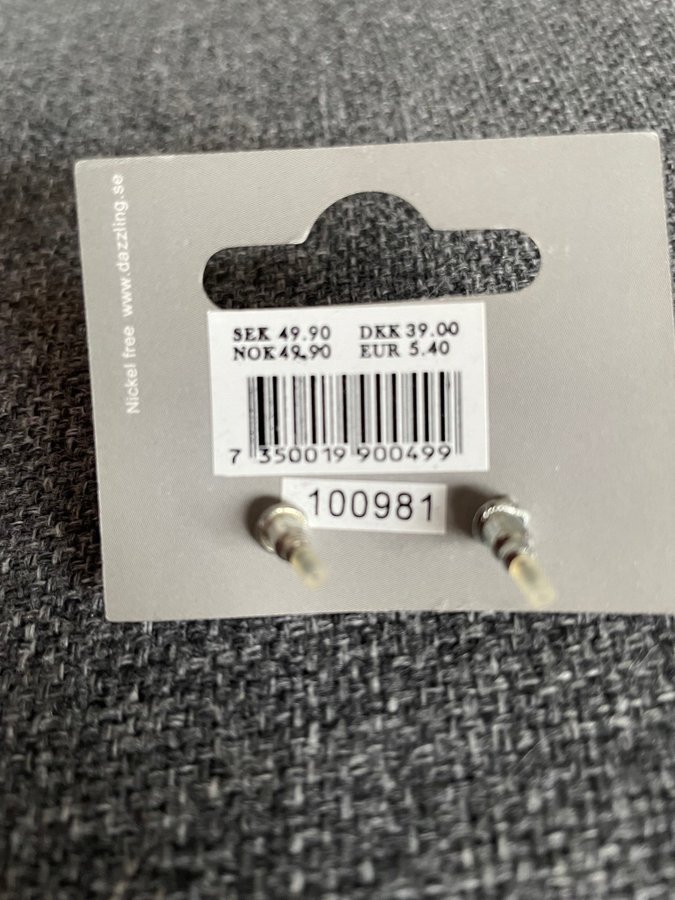 Nickel free www.dazzling.se
SEK 49.90 DKK 39.00
NOK 49.90 EUR 5.40
7 350019 900499
100981